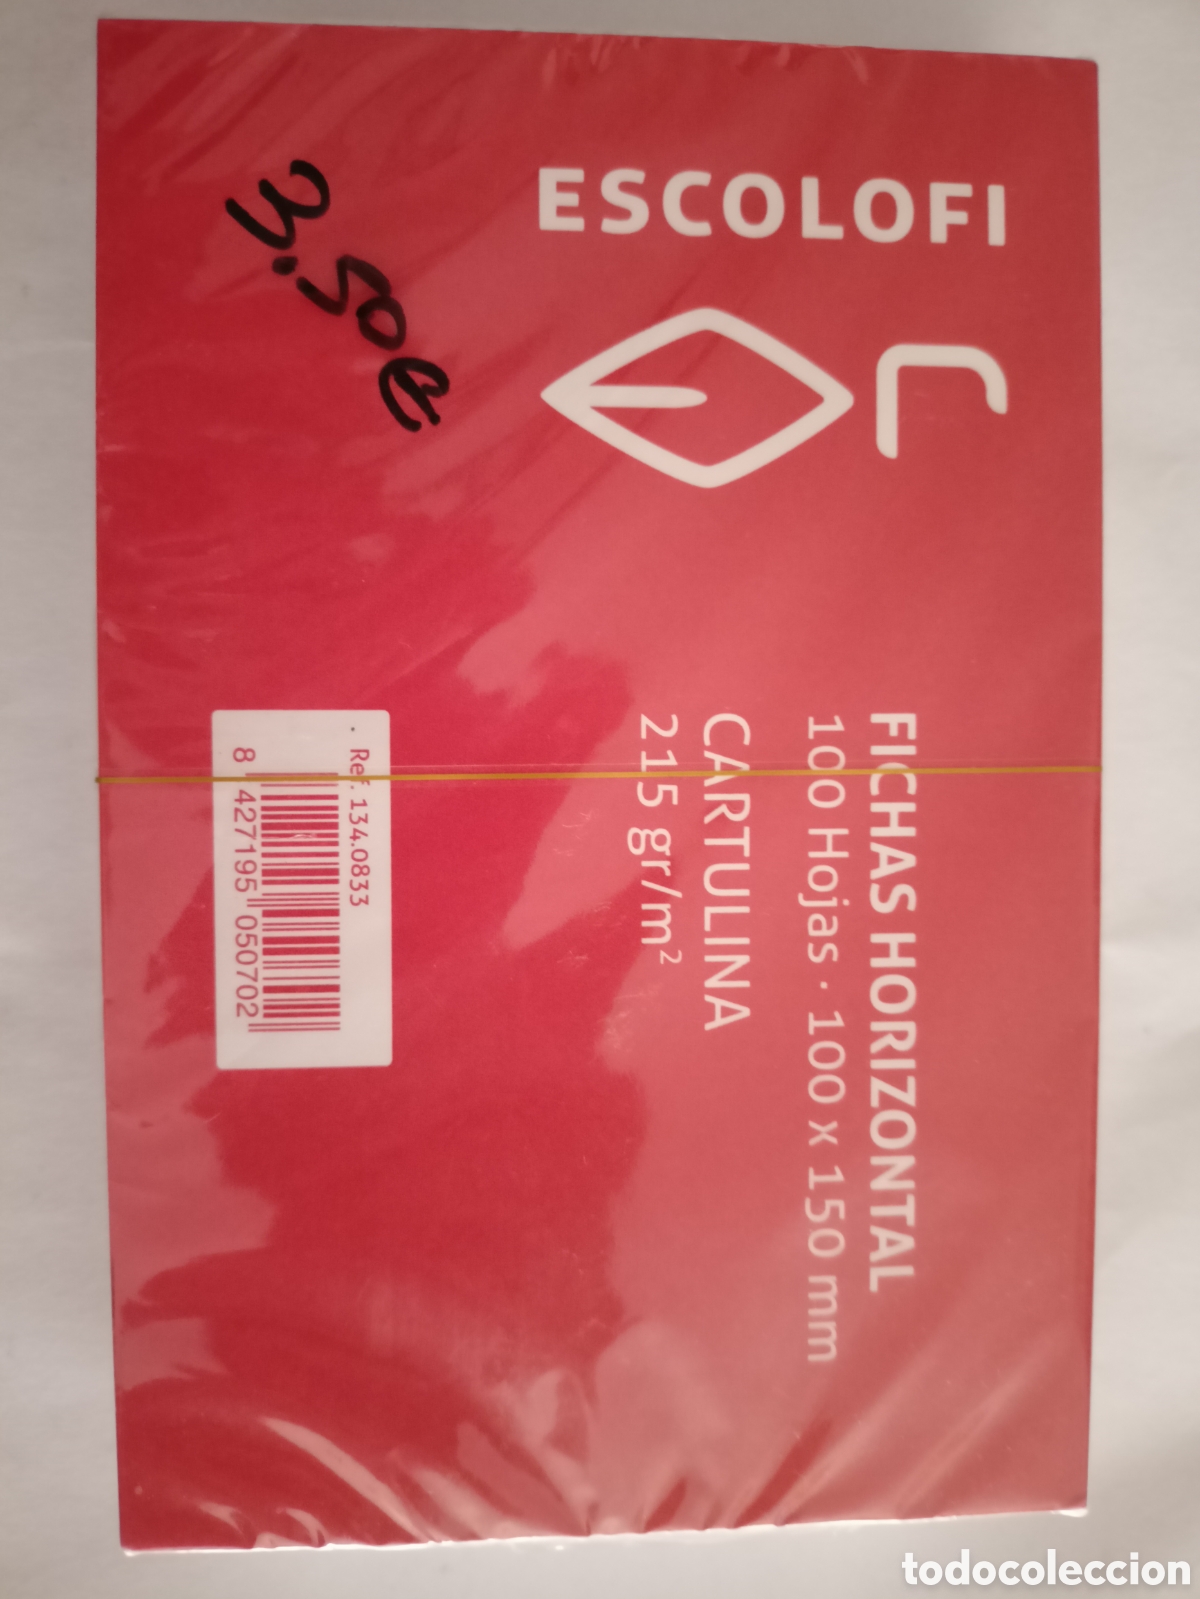 ESCOLOFI
FICHAS HORIZONTAL
100 Hojas · 100 x 150 mm
CARTULINA
215 gr/m²
3,50€
. Ref. 134.0833
8 427195 050702
todocoleccion